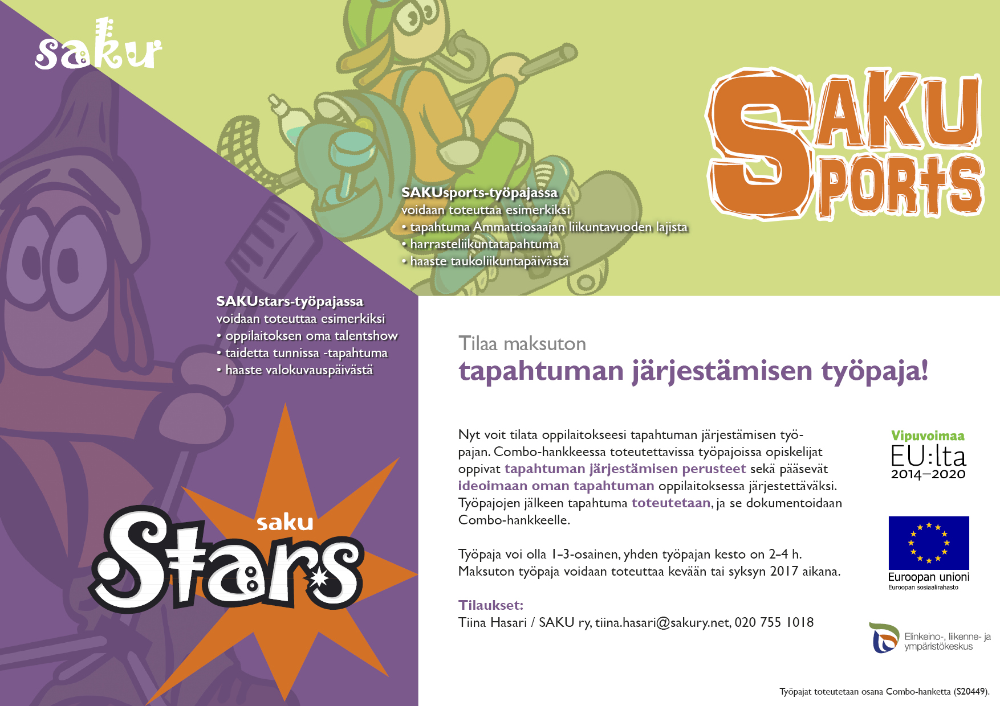 saku
SAKU
SPORTS
SAKUsports-työpajassa
voidaan toteuttaa esimerkiksi
• tapahtuma Ammattiosaajan liikuntavuoden lajista
• harrasteliikuntatapahtuma
• haaste taukoliikuntapäivästä
SAKUstars-työpajassa
voidaan toteuttaa esimerkiksi
• oppilaitoksen oma talentshow
• taidetta tunnissa -tapahtuma
• haaste valokuvauspäivästä
saku
Stars
Tilaa maksuton
tapahtuman järjestämisen työpaja!
Nyt voit tilata oppilaitokseesi tapahtuman järjestämisen työ-
pajan. Combo-hankkeessa toteutettavissa työpajoissa opiskelijat
oppivat tapahtuman järjestämisen perusteet sekä pääsevät
ideoimaan oman tapahtuman oppilaitoksessa järjestettäväksi.
Työpajojen jälkeen tapahtuma toteutetaan, ja se dokumentoidaan
Combo-hankkeelle.
Työpaja voi olla 1–3-osainen, yhden työpajan kesto on 2–4 h.
Maksuton työpaja voidaan toteuttaa kevään tai syksyn 2017 aikana.
Tilaukset:
Tiina Hasari / SAKU ry, tiina.hasari@sakury.net, 020 755 1018
Vipuvoimaa
EU:lta
2014–2020
Euroopan unioni
Euroopan sosiaalirahasto
Elinkeino-, liikenne- ja
ympäristökeskus
Työpajat toteutetaan osana Combo-hanketta (S20449).